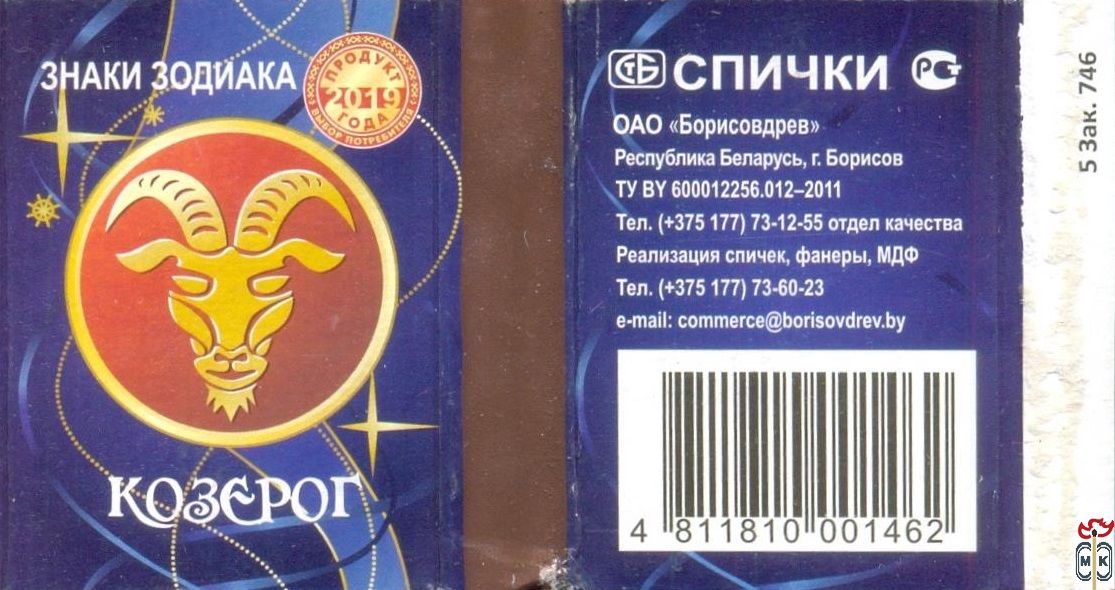 ЗНАКИ ЗОДИАКА
ПРОДУКТ
2019
ГОДА
ВЫБОР ПОТРЕБИТЕЛЯ
КОЗЕРОГ
СТБ СПИЧКИ РСТ
ОАО «Борисовдрев»
Республика Беларусь, г. Борисов
ТУ BY 600012256.012–2011
Тел. (+375 177) 73-12-55 отдел качества
Реализация спичек, фанеры, МДФ
Тел. (+375 177) 73-60-23
e-mail: commerce@borisovdrev.by
4 811810 001462
5 Зак. 746
М К